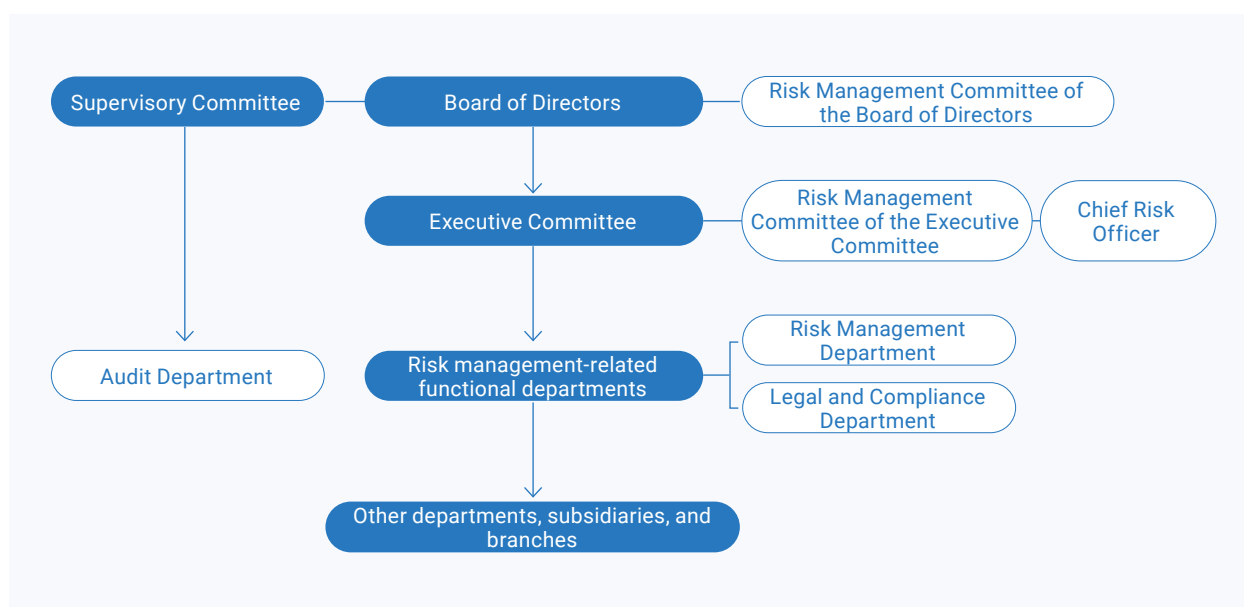 Supervisory Committee
Board of Directors
Risk Management Committee of
the Board of Directors
Executive Committee
Risk Management
Committee of the Executive
Committee
Chief Risk
Officer
Audit Department
Risk management-related
functional departments
Risk Management
Department
Legal and Compliance
Department
Other departments, subsidiaries, and
branches